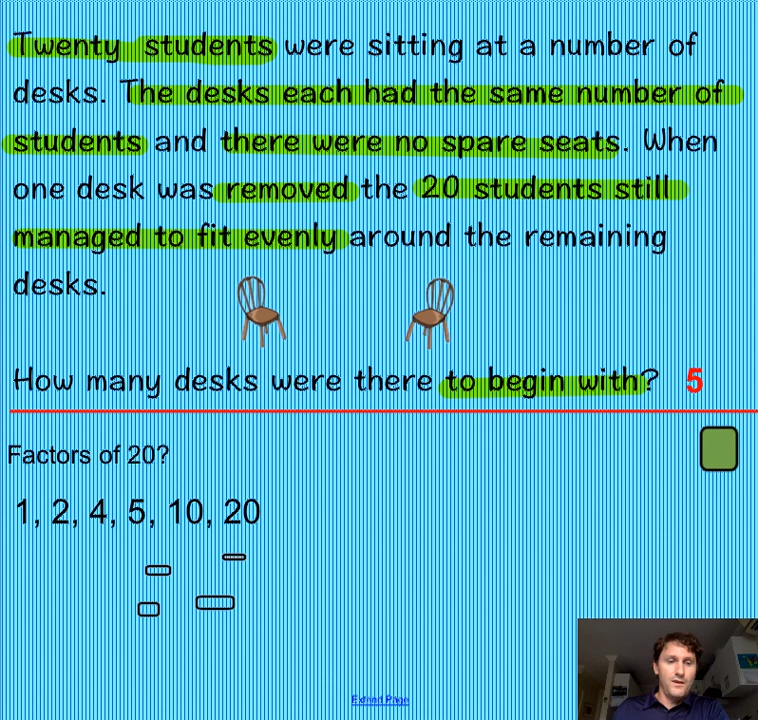 Twenty students were sitting at a number of
desks. The desks each had the same number of
students and there were no spare seats. When
one desk was removed the 20 students still
managed to fit evenly around the remaining
desks.
How many desks were there to begin with? 5
Factors of 20?
1, 2, 4, 5, 10, 20
Extend Page